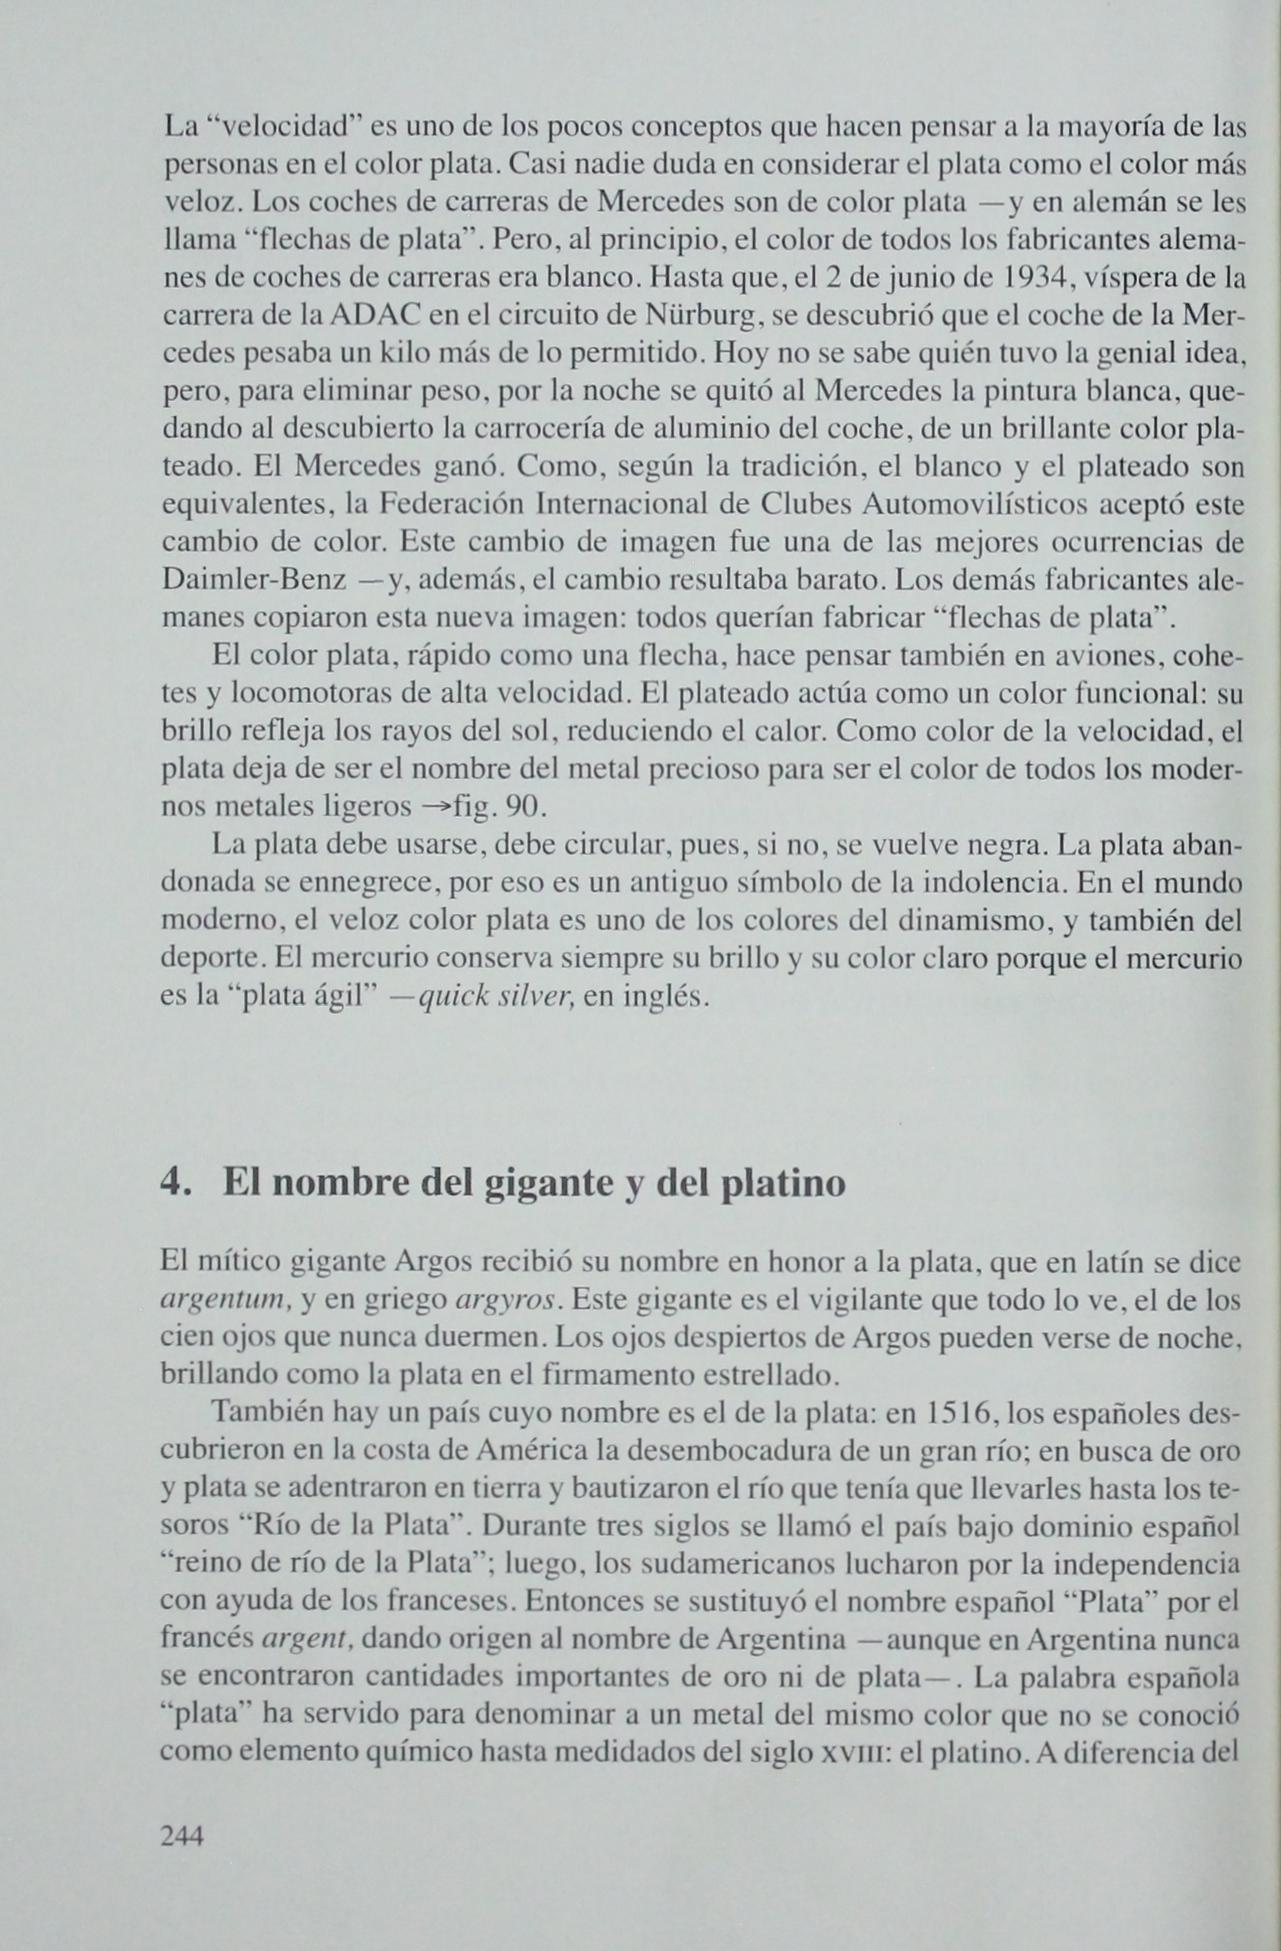 La “velocidad” es uno de los pocos conceptos que hacen pensar a la mayoría de las
personas en el color plata. Casi nadie duda en considerar el plata como el color más
veloz. Los coches de carreras de Mercedes son de color plata —y en alemán se les
llama “flechas de plata”. Pero, al principio, el color de todos los fabricantes alema-
nes de coches de carreras era blanco. Hasta que, el 2 de junio de 1934, víspera de la
carrera de la ADAC en el circuito de Nürburg, se descubrió que el coche de la Mer-
cedes pesaba un kilo más de lo permitido. Hoy no se sabe quién tuvo la genial idea,
pero, para eliminar peso, por la noche se quitó al Mercedes la pintura blanca, que-
dando al descubierto la carrocería de aluminio del coche, de un brillante color pla-
teado. El Mercedes ganó. Como, según la tradición, el blanco y el plateado son
equivalentes, la Federación Internacional de Clubes Automovilísticos aceptó este
cambio de color. Este cambio de imagen fue una de las mejores ocurrencias de
Daimler-Benz —y, además, el cambio resultaba barato. Los demás fabricantes ale-
manes copiaron esta nueva imagen: todos querían fabricar “flechas de plata”.
El color plata, rápido como una flecha, hace pensar también en aviones, cohe-
tes y locomotoras de alta velocidad. El plateado actúa como un color funcional: su
brillo refleja los rayos del sol, reduciendo el calor. Como color de la velocidad, el
plata deja de ser el nombre del metal precioso para ser el color de todos los moder-
nos metales ligeros →fig. 90.
La plata debe usarse, debe circular, pues, si no, se vuelve negra. La plata aban-
donada se ennegrece, por eso es un antiguo símbolo de la indolencia. En el mundo
moderno, el veloz color plata es uno de los colores del dinamismo, y también del
deporte. El mercurio conserva siempre su brillo y su color claro porque el mercurio
es la “plata ágil” —quick silver, en inglés.
4. El nombre del gigante y del platino
El mítico gigante Argos recibió su nombre en honor a la plata, que en latín se dice
argentum, y en griego argyros. Este gigante es el vigilante que todo lo ve, el de los
cien ojos que nunca duermen. Los ojos despiertos de Argos pueden verse de noche,
brillando como la plata en el firmamento estrellado.
También hay un país cuyo nombre es el de la plata: en 1516, los españoles des-
cubrieron en la costa de América la desembocadura de un gran río; en busca de oro
y plata se adentraron en tierra y bautizaron el río que tenía que llevarles hasta los te-
soros “Río de la Plata”. Durante tres siglos se llamó el país bajo dominio español
“reino de río de la Plata”; luego, los sudamericanos lucharon por la independencia
con ayuda de los franceses. Entonces se sustituyó el nombre español “Plata” por el
francés argent, dando origen al nombre de Argentina —aunque en Argentina nunca
se encontraron cantidades importantes de oro ni de plata—. La palabra española
“plata” ha servido para denominar a un metal del mismo color que no se conoció
como elemento químico hasta medidados del siglo XVIII: el platino. A diferencia del
244